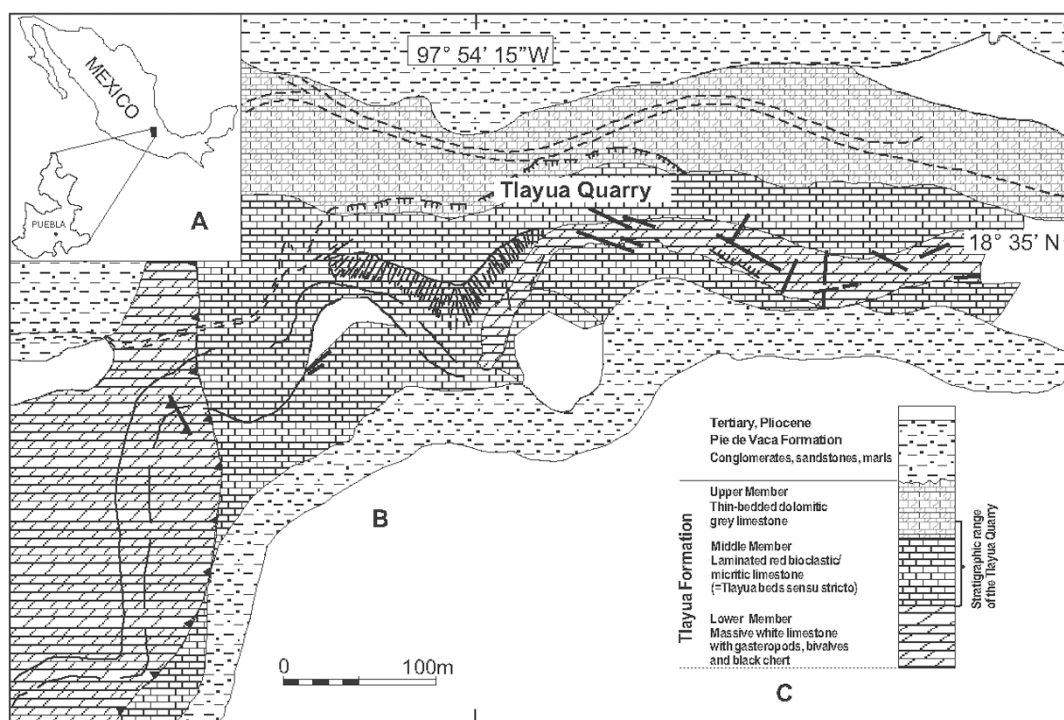 MEXICO
PUEBLA
A
97° 54' 15"W
Tlayua Quarry
18° 35' N
B
0 100m
Tertiary, Pliocene
Pie de Vaca Formation
Conglomerates, sandstones, marls
Tlayua Formation
Upper Member
Thin-bedded dolomitic
grey limestone
Middle Member
Laminated red bioclastic/
micritic limestone
(=Tlayua beds sensu stricto)
Lower Member
Massive white limestone
with gasteropods, bivalves
and black chert
Stratigraphic range
of the Tlayua Quarry
C